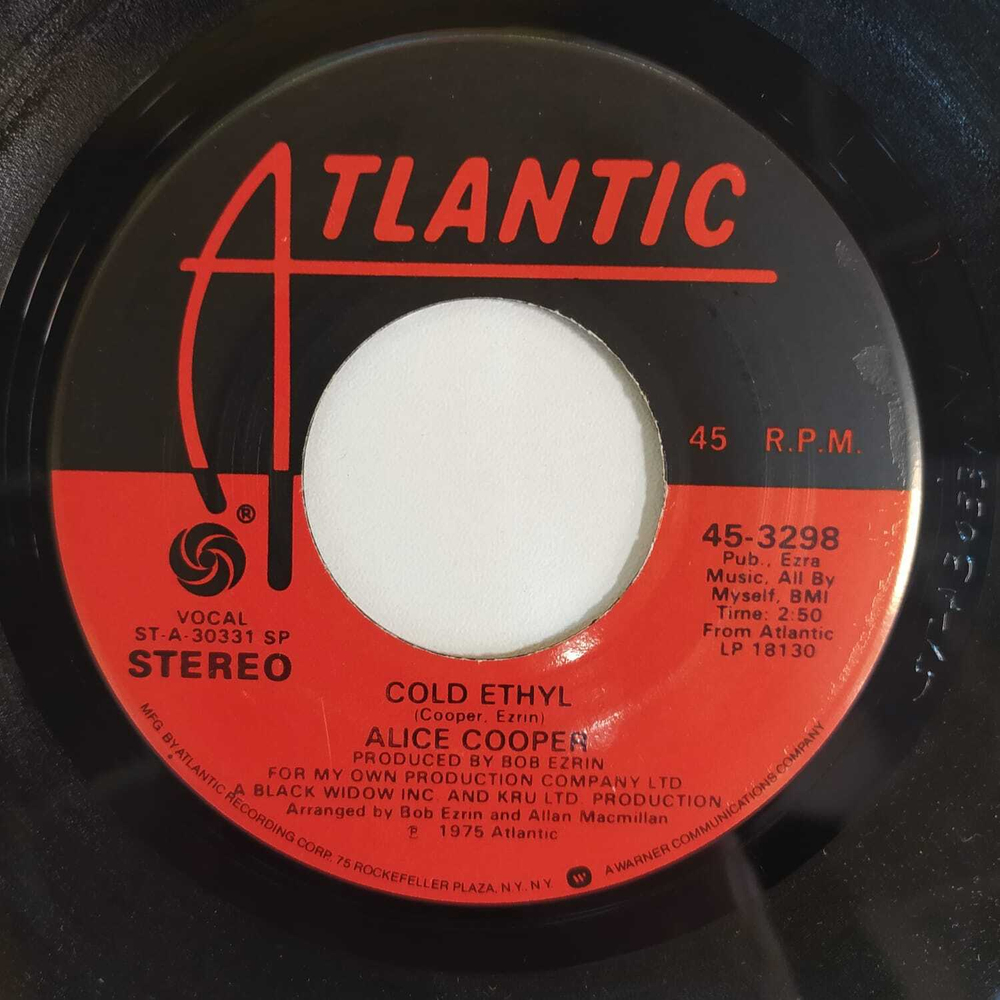 ATLANTIC
®
45 R.P.M.
45-3298
Pub., Ezra
Music, All By
Myself, BMI
Time: 2:50
From Atlantic
LP 18130
VOCAL
ST-A-30331 SP
STEREO
COLD ETHYL
(Cooper, Ezrin)
ALICE COOPER
PRODUCED BY BOB EZRIN
FOR MY OWN PRODUCTION COMPANY LTD
A BLACK WIDOW INC. AND KRU LTD. PRODUCTION
Arranged by Bob Ezrin and Allan Macmillan
℗ 1975 Atlantic
MFG. BY ATLANTIC RECORDING CORP. 75 ROCKEFELLER PLAZA, N.Y. N.Y. W A WARNER COMMUNICATIONS COMPANY